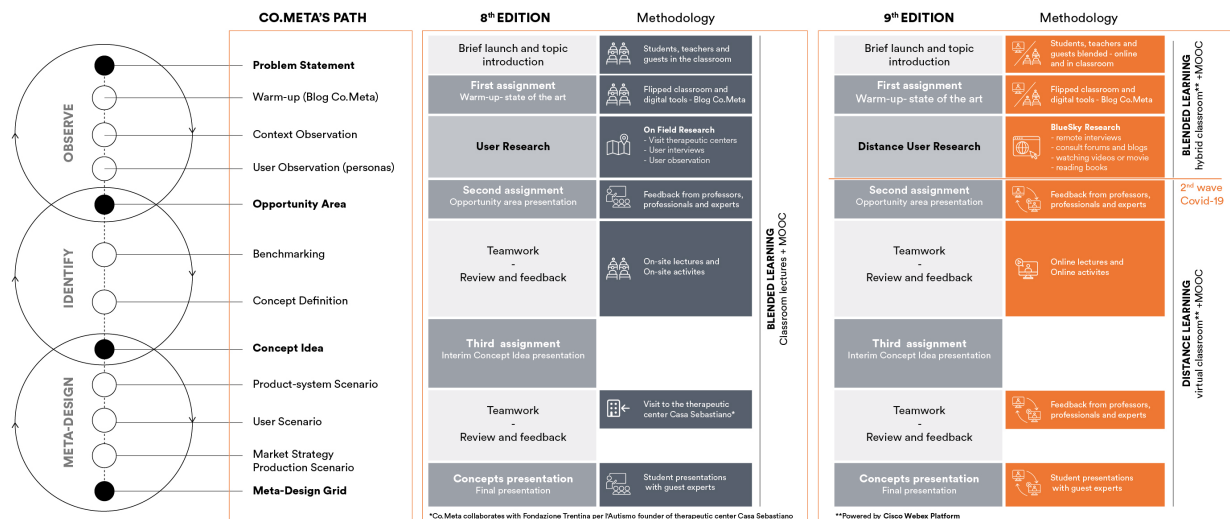 CO.META'S PATH
8th EDITION
Methodology
9th EDITION
Methodology
OBSERVE
IDENTIFY
META-DESIGN
Problem Statement
Warm-up (Blog Co.Meta)
Context Observation
User Observation (personas)
Opportunity Area
Benchmarking
Concept Definition
Concept Idea
Product-system Scenario
User Scenario
Market Strategy
Production Scenario
Meta-Design Grid
Brief launch and topic
introduction
Students, teachers and
guests in the classroom
First assignment
Warm-up- state of the art
Flipped classroom and
digital tools - Blog Co.Meta
User Research
On Field Research
- Visit therapeutic centers
- User interviews
- User observation
Second assignment
Opportunity area presentation
Feedback from professors,
professionals and experts
Teamwork
-
Review and feedback
On-site lectures and
On-site activites
Third assignment
Interim Concept Idea presentation
Teamwork
-
Review and feedback
Visit to the therapeutic
center Casa Sebastiano*
Concepts presentation
Final presentation
Student presentations
with guest experts
BLENDED LEARNING
Classroom lectures + MOOC
*Co.Meta collaborates with Fondazione Trentina per l'Autismo founder of therapeutic center Casa Sebastiano
Brief launch and topic
introduction
Students, teachers and
guests blended - online
and in classroom
First assignment
Warm-up- state of the art
Flipped classroom and
digital tools - Blog Co.Meta
Distance User Research
BlueSky Research
- remote interviews
- consult forums and blogs
- watching videos or movie
- reading books
Second assignment
Opportunity area presentation
Feedback from professors,
professionals and experts
Teamwork
-
Review and feedback
Online lectures and
Online activites
Third assignment
Interim Concept Idea presentation
Teamwork
-
Review and feedback
Feedback from professors,
professionals and experts
Concepts presentation
Final presentation
Student presentations
with guest experts
BLENDED LEARNING
hybrid classroom** +MOOC
2nd wave
Covid-19
DISTANCE LEARNING
virtual classroom** +MOOC
**Powered by Cisco Webex Platform